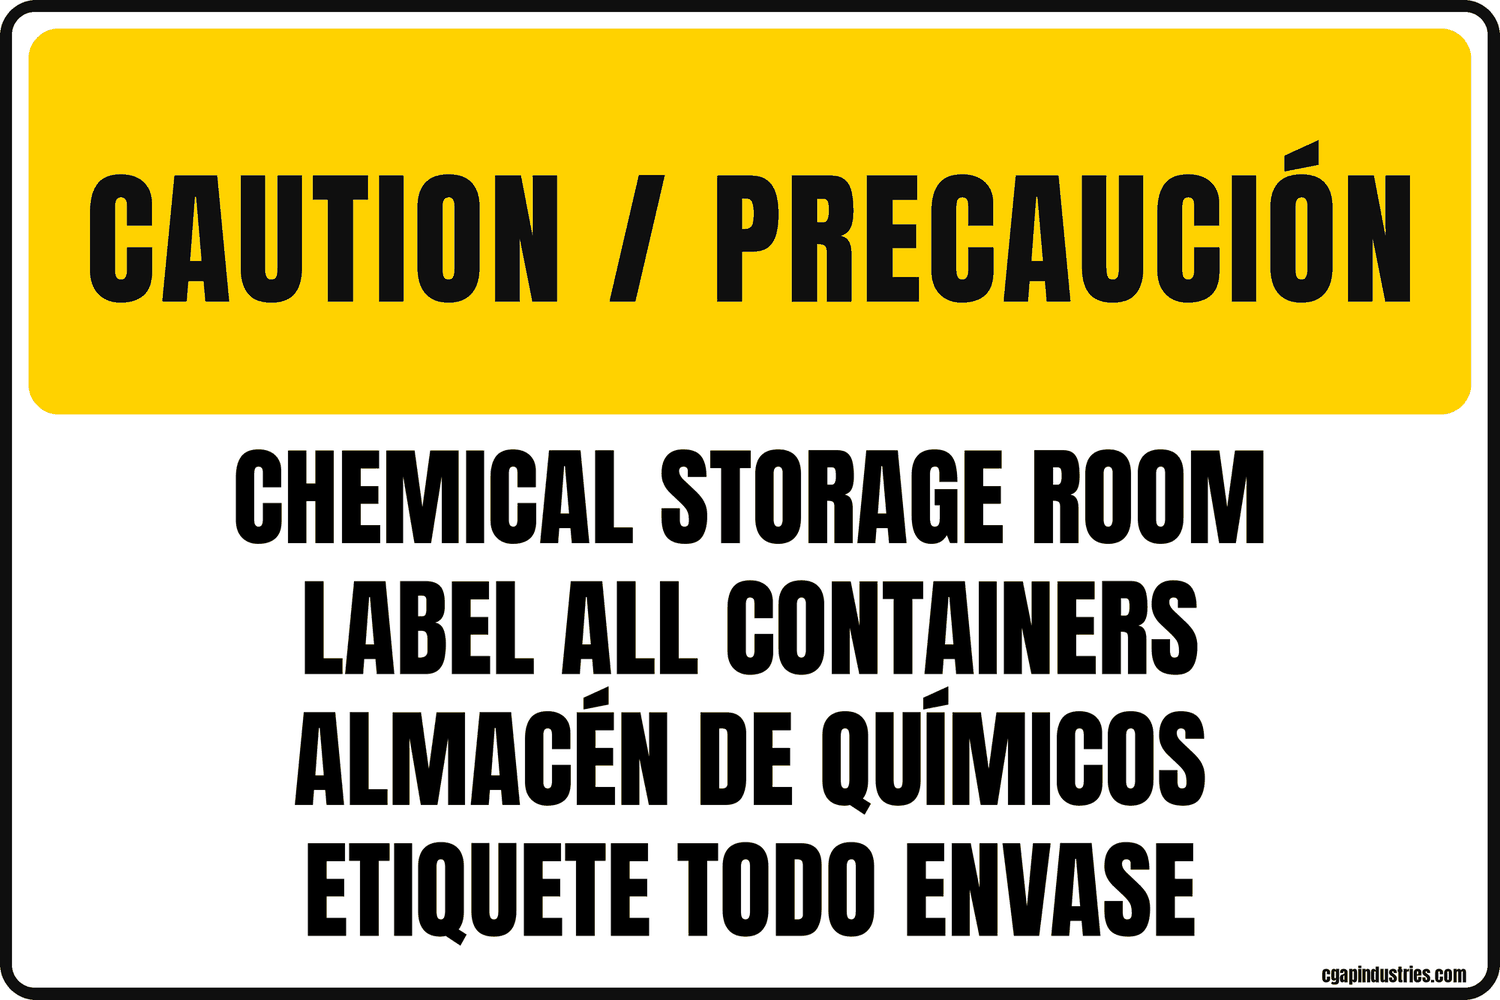 CAUTION / PRECAUCIÓN
CHEMICAL STORAGE ROOM
LABEL ALL CONTAINERS
ALMACÉN DE QUÍMICOS
ETIQUETE TODO ENVASE
cgapindustries.com